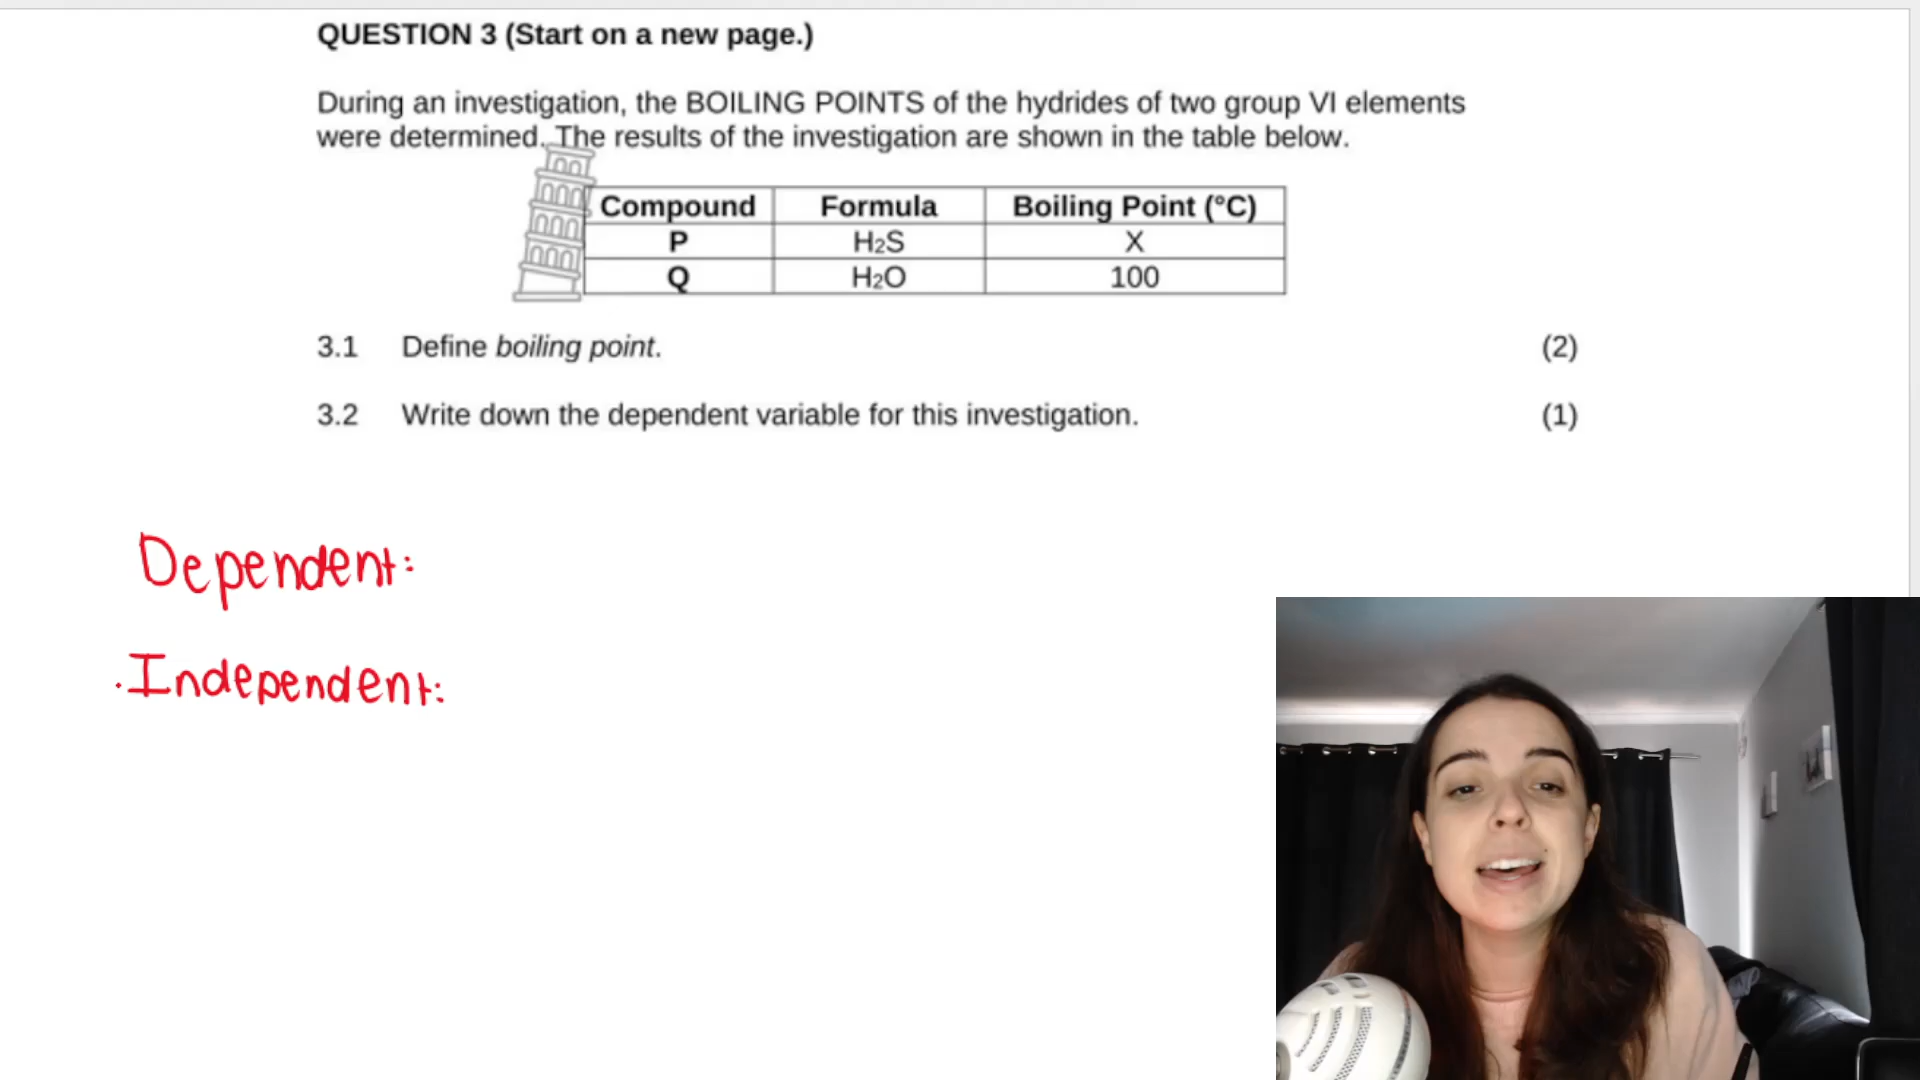 QUESTION 3 (Start on a new page.)
During an investigation, the BOILING POINTS of the hydrides of two group VI elements
were determined. The results of the investigation are shown in the table below.
Compound Formula Boiling Point (°C)
P H₂S X
Q H₂O 100
3.1 Define boiling point. (2)
3.2 Write down the dependent variable for this investigation. (1)
Dependent:
Independent: